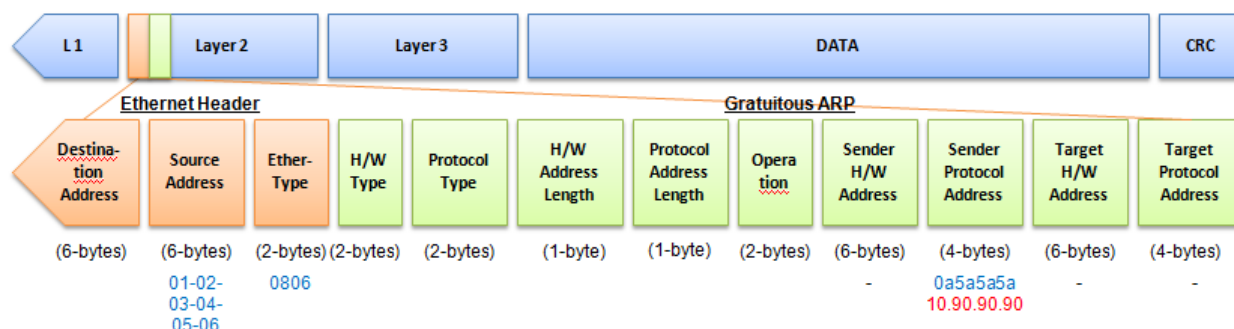 L 1 Layer 2 Layer 3 DATA CRC
Ethernet Header Gratuitous ARP
Destina-
tion
Address
Source
Address
Ether-
Type
H/W
Type
Protocol
Type
H/W
Address
Length
Protocol
Address
Length
Opera
tion
Sender
H/W
Address
Sender
Protocol
Address
Target
H/W
Address
Target
Protocol
Address
(6-bytes) (6-bytes) (2-bytes) (2-bytes) (2-bytes) (1-byte) (1-byte) (2-bytes) (6-bytes) (4-bytes) (6-bytes) (4-bytes)
01-02-
03-04-
05-06
0806
-
0a5a5a5a
10.90.90.90
-
-